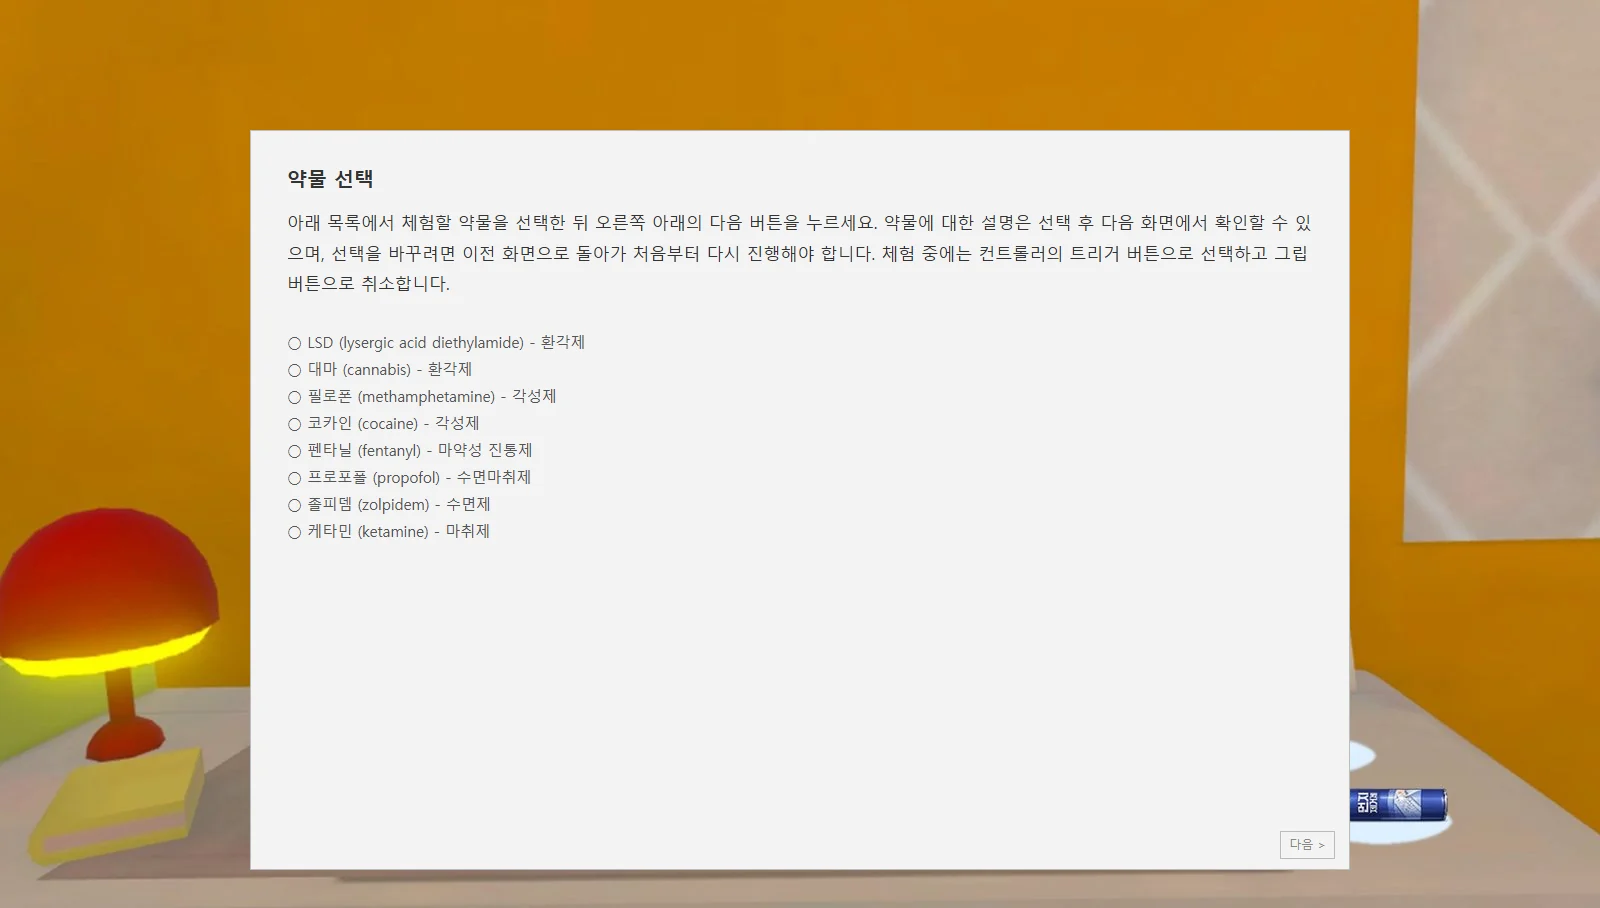 약물 선택
아래 목록에서 체험할 약물을 선택한 뒤 오른쪽 아래의 다음 버튼을 누르세요. 약물에 대한 설명은 선택 후 다음 화면에서 확인할 수 있
으며, 선택을 바꾸려면 이전 화면으로 돌아가 처음부터 다시 진행해야 합니다. 체험 중에는 컨트롤러의 트리거 버튼으로 선택하고 그립
버튼으로 취소합니다.
LSD (lysergic acid diethylamide) - 환각제
대마 (cannabis) - 환각제
필로폰 (methamphetamine) - 각성제
코카인 (cocaine) - 각성제
펜타닐 (fentanyl) - 마약성 진통제
프로포폴 (propofol) - 수면마취제
졸피뎀 (zolpidem) - 수면제
케타민 (ketamine) - 마취제
다음 >